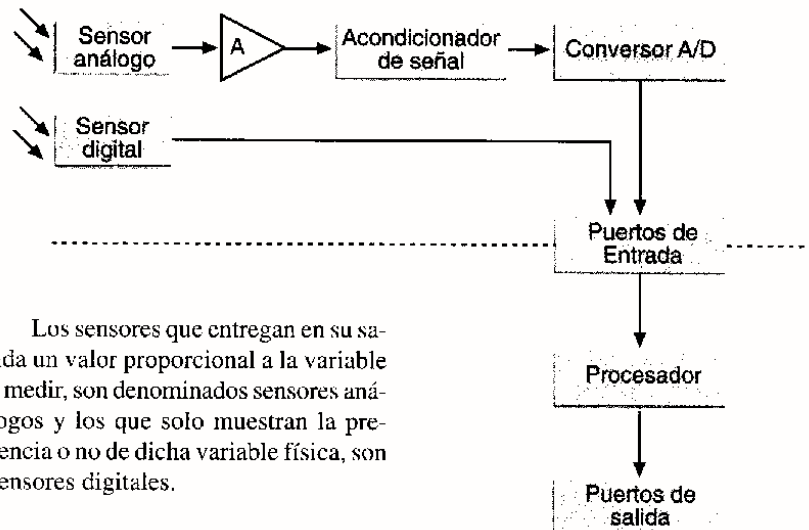 Sensor
análogo
A
Acondicionador
de señal
Conversor A/D
Sensor
digital
Puertos de
Entrada
Los sensores que entregan en su sa-
da un valor proporcional a la variable
medir, son denominados sensores aná-
ogos y los que solo muestran la pre-
encia o no de dicha variable física, son
ensores digitales.
Procesador
Puertos de
salida